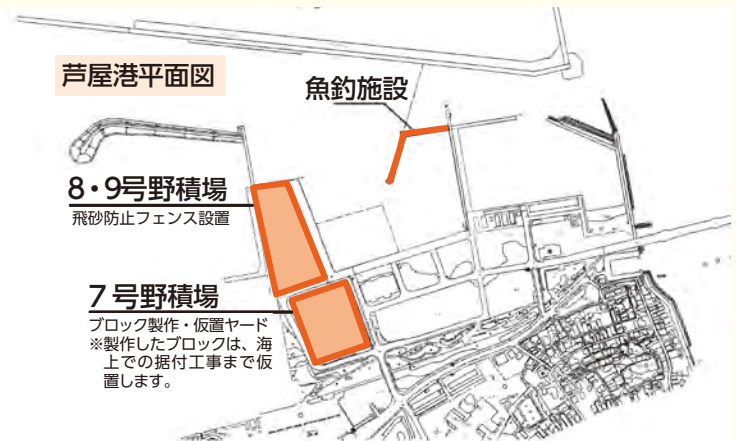 芦屋港平面図
魚釣施設
8・9号野積場
飛砂防止フェンス設置
7号野積場
ブロック製作・仮置ヤード
※製作したブロックは、海
上での据付工事まで仮
置します。